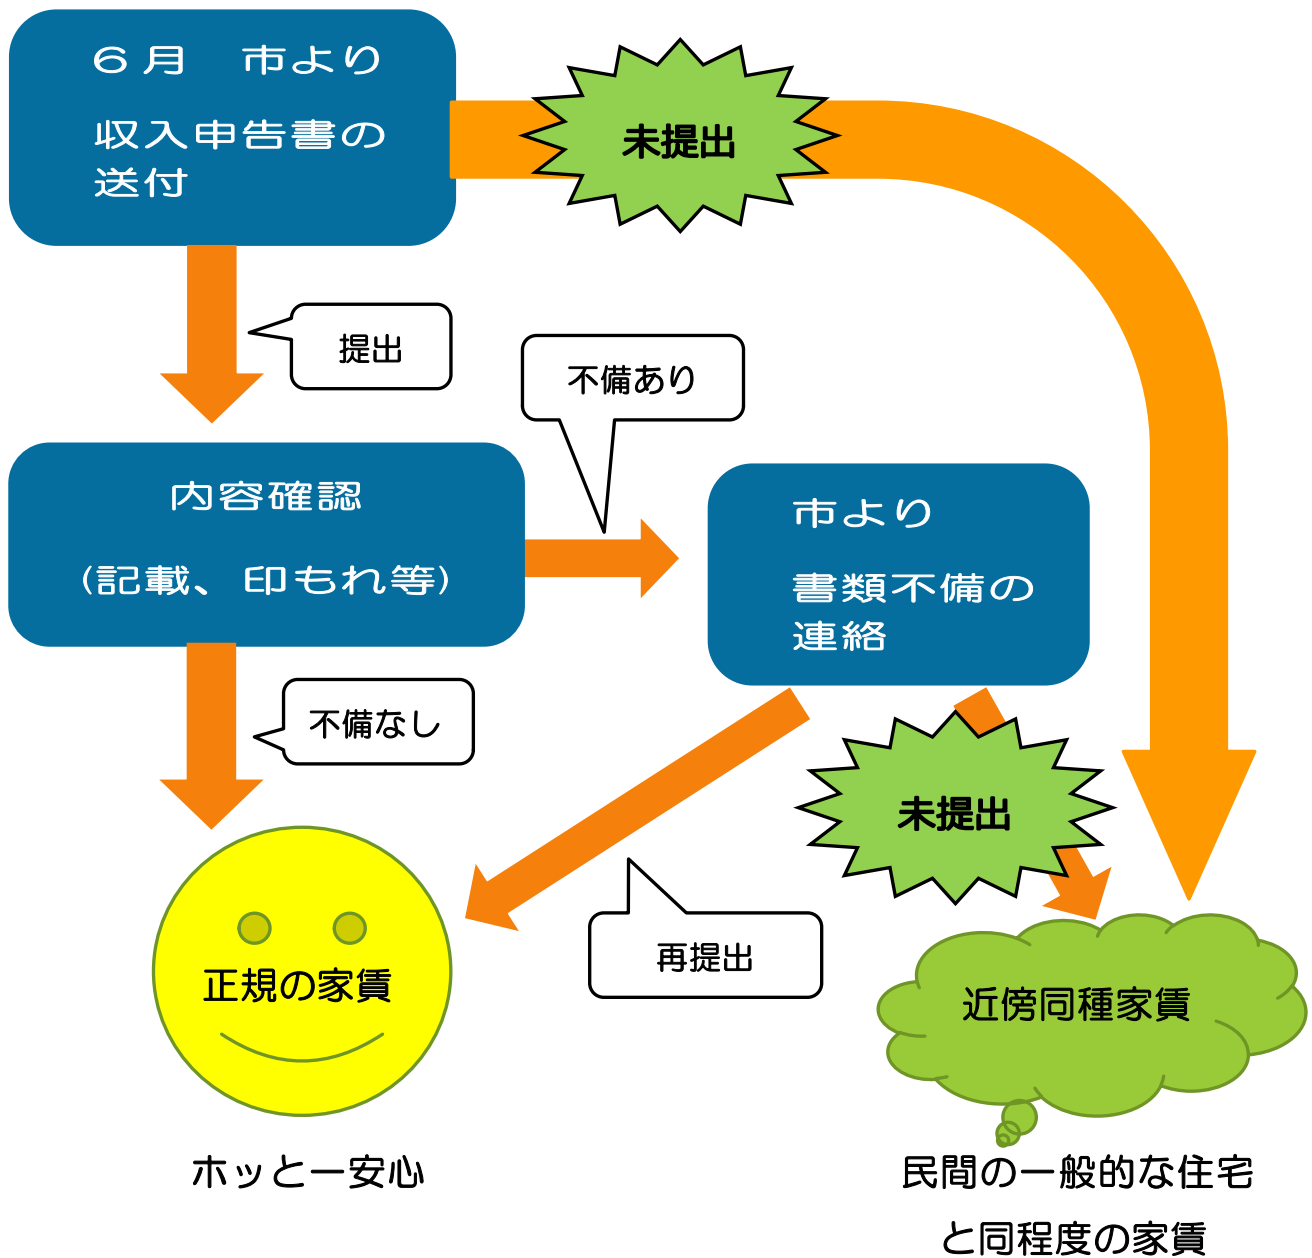 ６月　市より
収入申告書の
送付
未提出
提出
不備あり
内容確認
(記載、印もれ等)
市より
書類不備の
連絡
不備なし
未提出
再提出
正規の家賃
近傍同種家賃
ホッと一安心
民間の一般的な住宅
と同程度の家賃